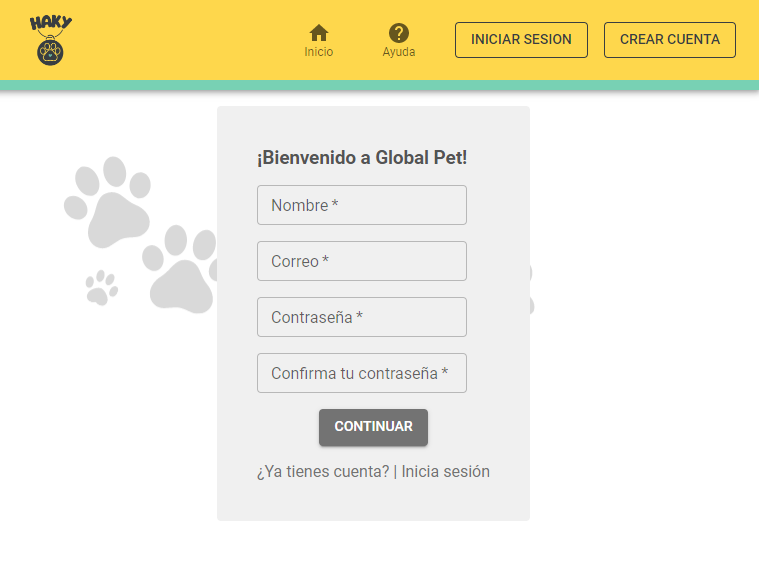 HAKY
Inicio
Ayuda
INICIAR SESION
CREAR CUENTA
¡Bienvenido a Global Pet!
Nombre *
Correo *
Contraseña *
Confirma tu contraseña *
CONTINUAR
¿Ya tienes cuenta? | Inicia sesión